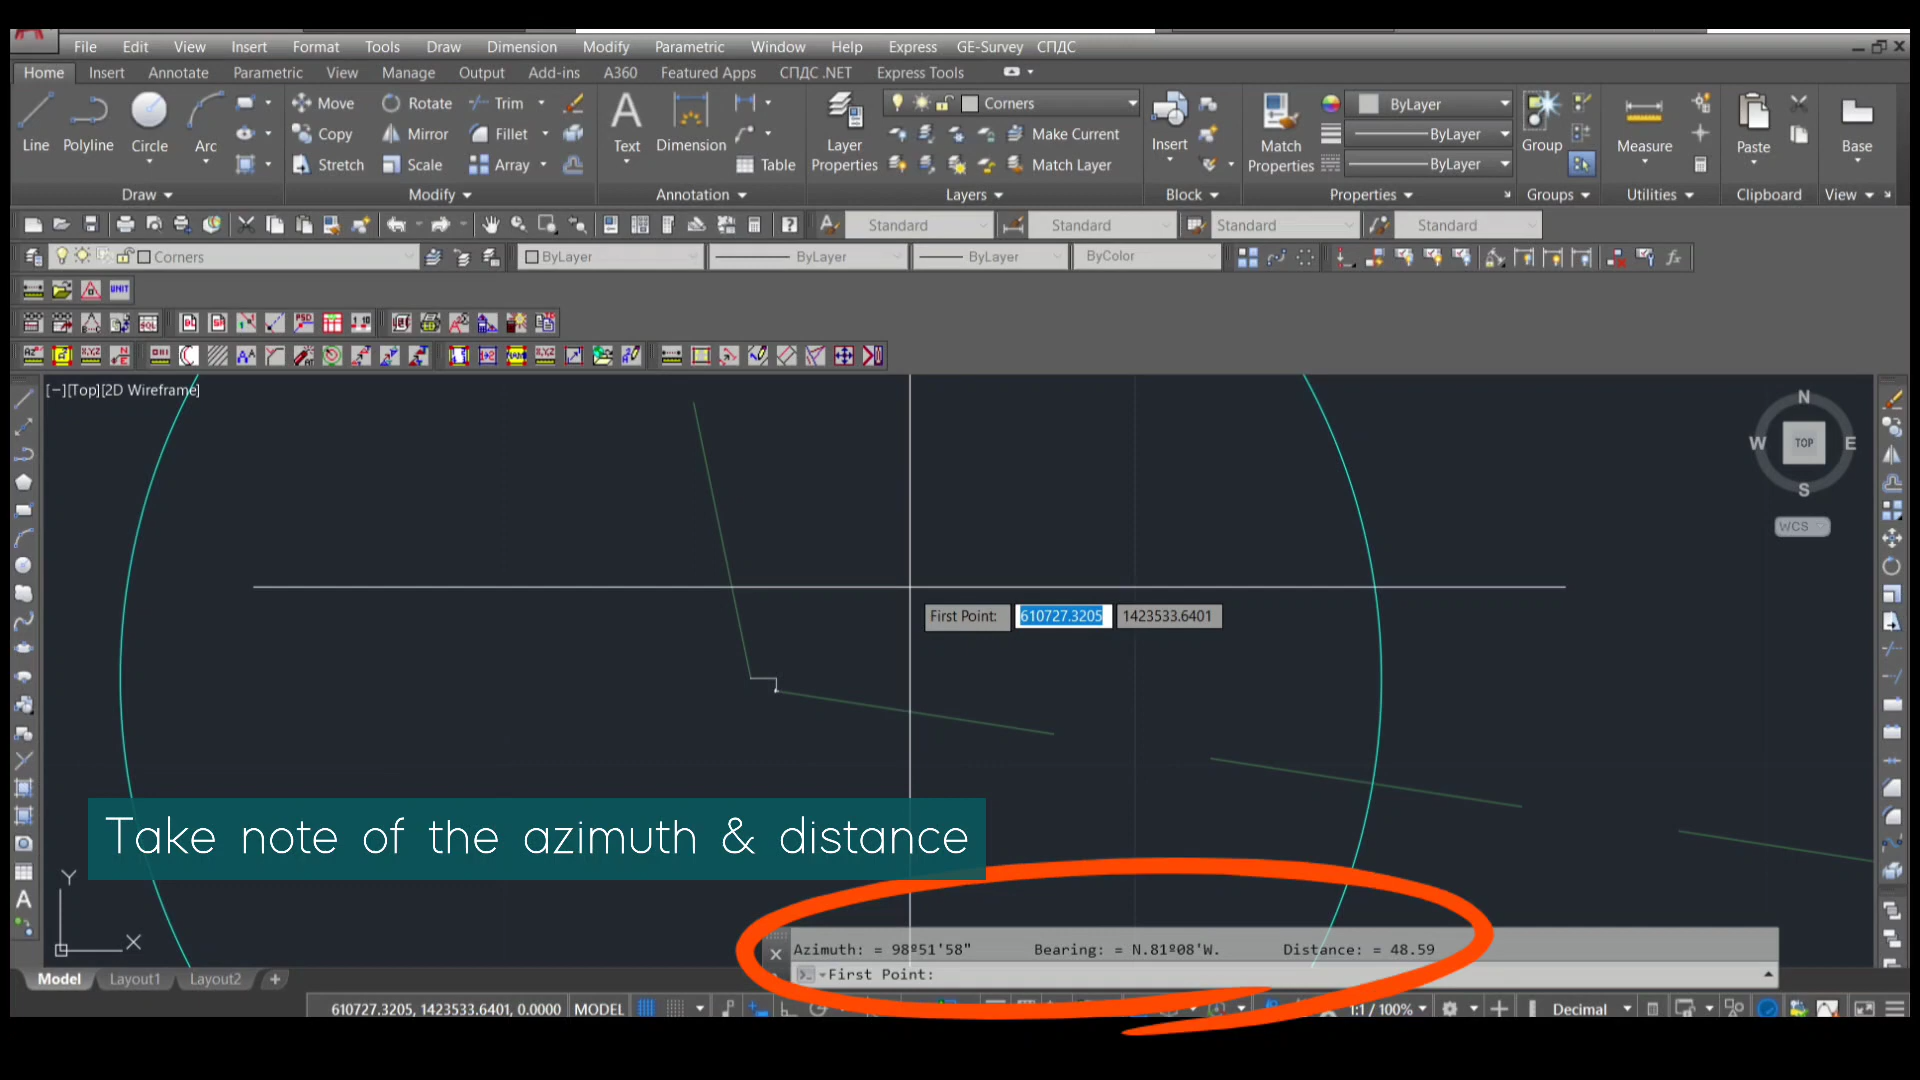 File Edit View Insert Format Tools Draw Dimension Modify Parametric Window Help Express GE-Survey СПДС
Home Insert Annotate Parametric View Manage Output Add-ins A360 Featured Apps СПДС .NET Express Tools
Line Polyline Circle Arc
Move Rotate Trim
Copy Mirror Fillet
Stretch Scale Array
Text Dimension Table
Layer Properties
Corners
Make Current
Match Layer
Insert
Match Properties
ByLayer
ByLayer
ByLayer
Group Measure Paste Base
Draw Modify Annotation Layers Block Properties Groups Utilities Clipboard View
Standard Standard Standard Standard
Corners ByLayer ByLayer ByLayer ByColor
UNIT
[−][Top][2D Wireframe]
N
W TOP E
S
WCS
First Point: 610727.3205 1423533.6401
Take note of the azimuth & distance
Y
X
Azimuth: = 98º51'58" Bearing: = N.81º08'W. Distance: = 48.59
First Point:
Model Layout1 Layout2 +
610727.3205, 1423533.6401, 0.0000 MODEL 1:1 / 100% Decimal